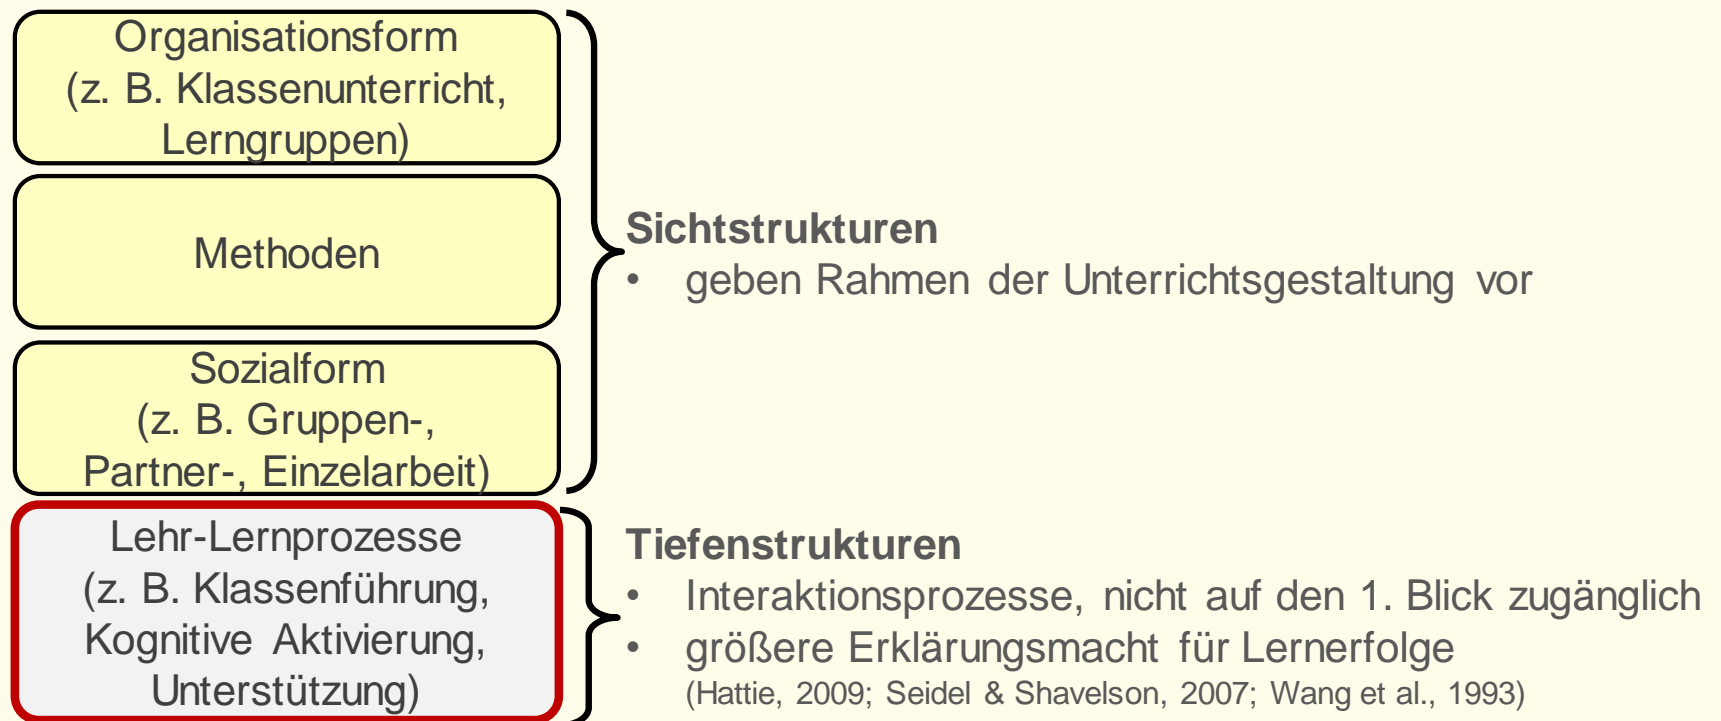 Organisationsform
(z. B. Klassenunterricht,
Lerngruppen)
Methoden
Sozialform
(z. B. Gruppen-,
Partner-, Einzelarbeit)
Sichtstrukturen
• geben Rahmen der Unterrichtsgestaltung vor
Lehr-Lernprozesse
(z. B. Klassenführung,
Kognitive Aktivierung,
Unterstützung)
Tiefenstrukturen
• Interaktionsprozesse, nicht auf den 1. Blick zugänglich
• größere Erklärungsmacht für Lernerfolge
(Hattie, 2009; Seidel & Shavelson, 2007; Wang et al., 1993)